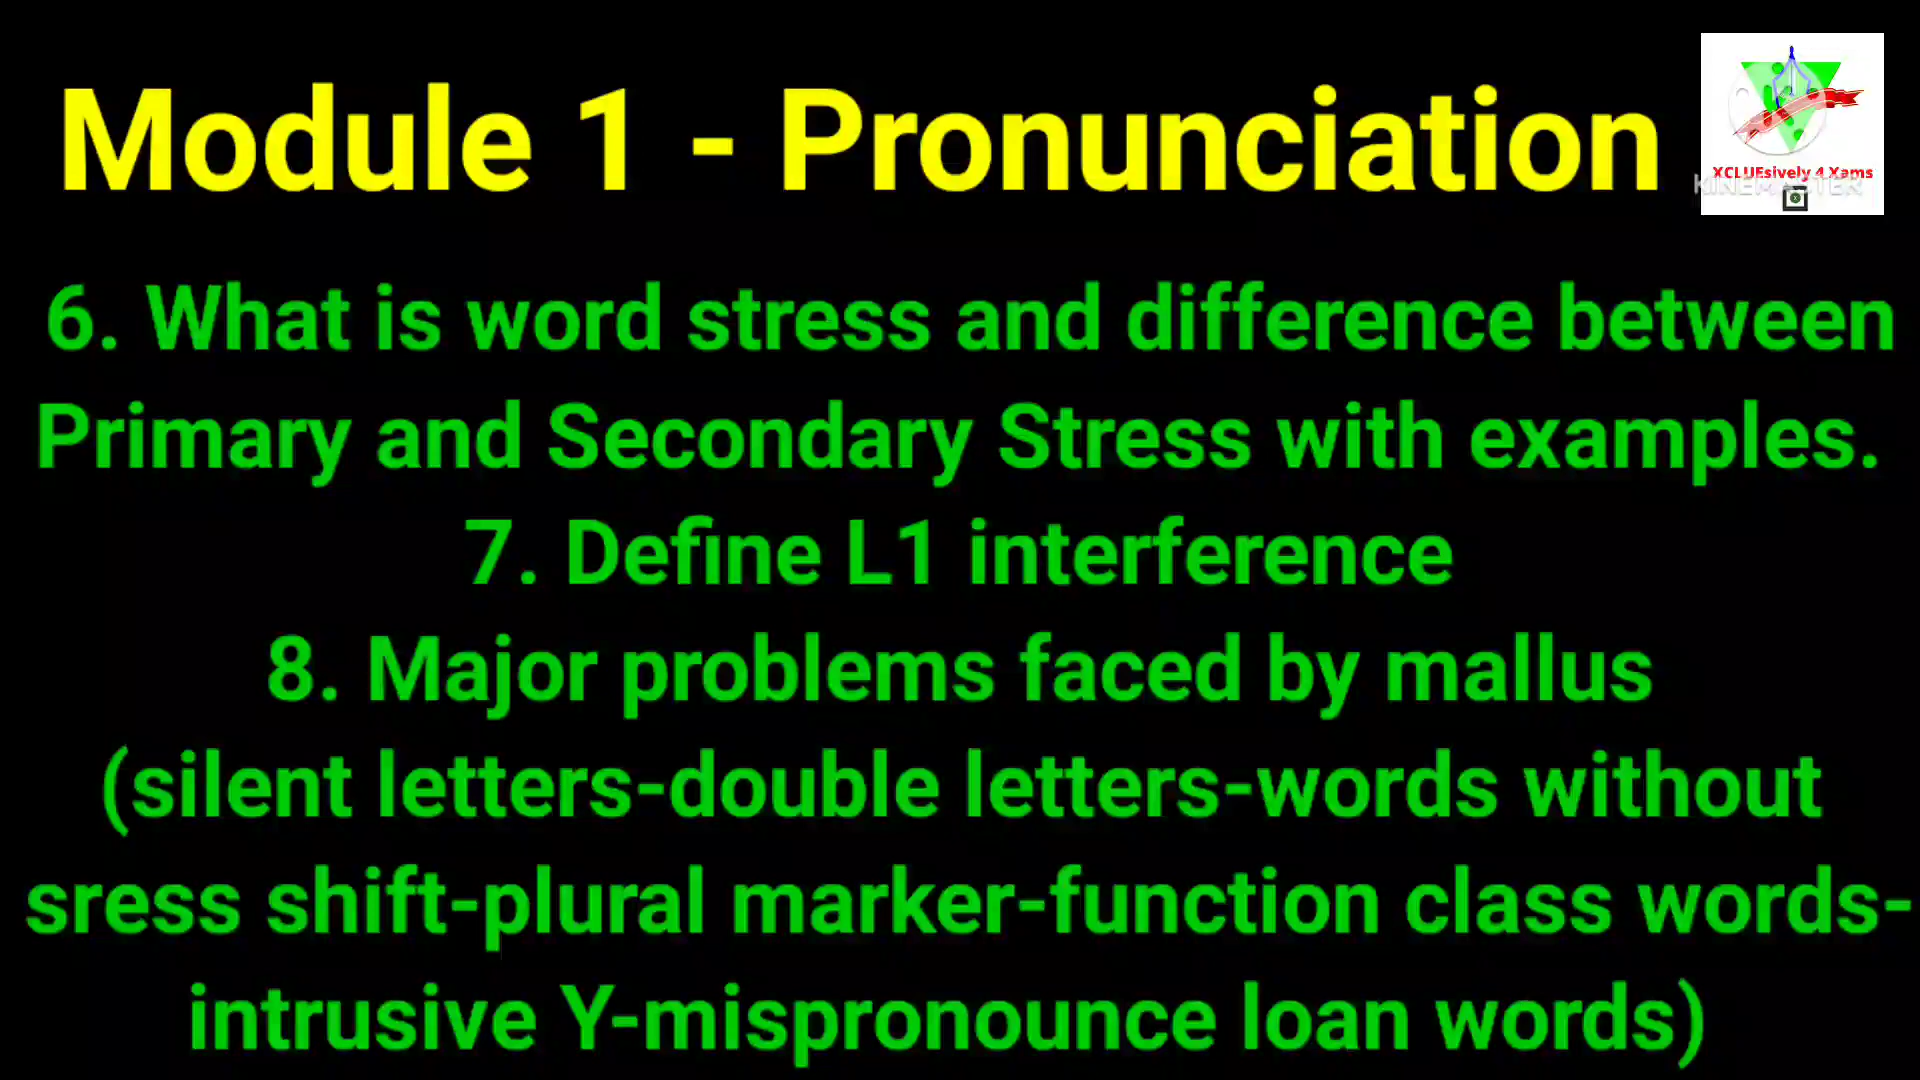 Module 1 - Pronunciation
XCLUEsively 4 Xams
KINEMASTER
6. What is word stress and difference between
Primary and Secondary Stress with examples.
7. Define L1 interference
8. Major problems faced by mallus
(silent letters-double letters-words without
sress shift-plural marker-function class words-
intrusive Y-mispronounce loan words)